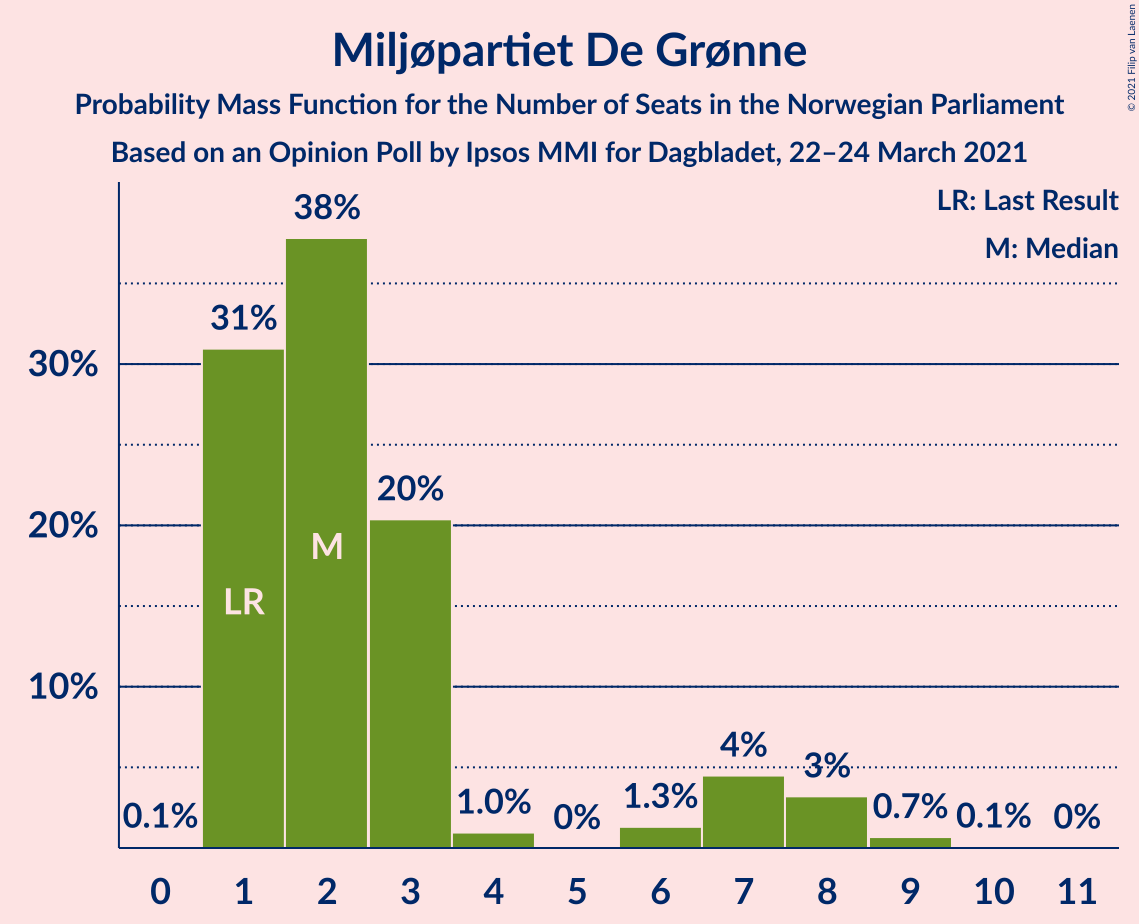 Miljøpartiet De Grønne
Probability Mass Function for the Number of Seats in the Norwegian Parliament
Based on an Opinion Poll by Ipsos MMI for Dagbladet, 22–24 March 2021
© 2021 Filip van Laenen
LR: Last Result
M: Median
38%
31%
30%
20%
20%
M
LR
10%
4%
3%
1.3%
1.0%
0.7%
0.1%
0%
0.1%
0%
0 1 2 3 4 5 6 7 8 9 10 11